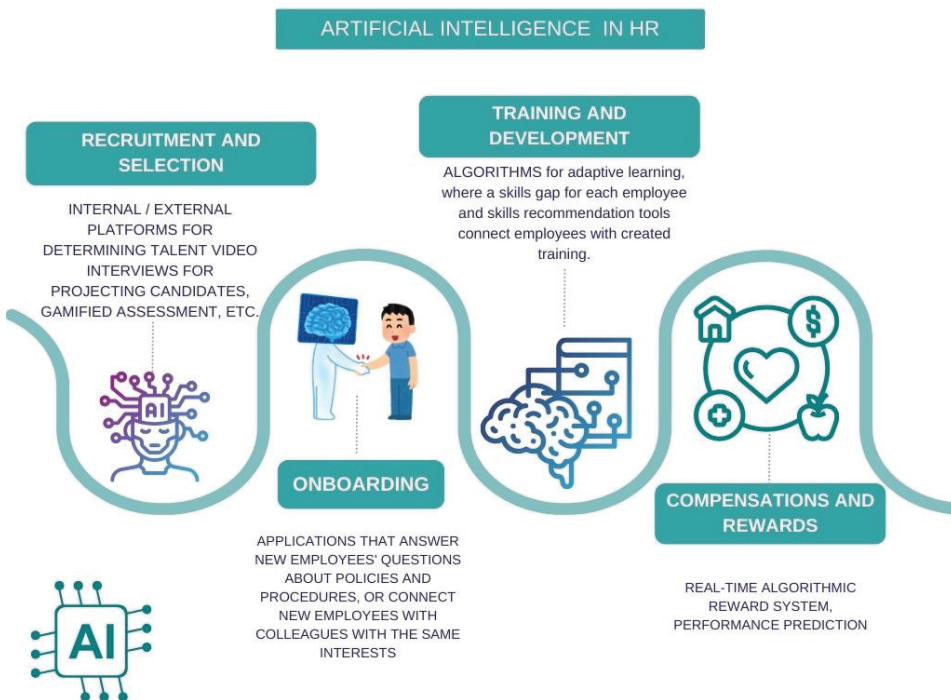 ARTIFICIAL INTELLIGENCE IN HR
RECRUITMENT AND
SELECTION
INTERNAL / EXTERNAL
PLATFORMS FOR
DETERMINING TALENT VIDEO
INTERVIEWS FOR
PROJECTING CANDIDATES,
GAMIFIED ASSESSMENT, ETC.
AI
ONBOARDING
APPLICATIONS THAT ANSWER
NEW EMPLOYEES' QUESTIONS
ABOUT POLICIES AND
PROCEDURES, OR CONNECT
NEW EMPLOYEES WITH
COLLEAGUES WITH THE SAME
INTERESTS
TRAINING AND
DEVELOPMENT
ALGORITHMS for adaptive learning,
where a skills gap for each employee
and skills recommendation tools
connect employees with created
training.
$
COMPENSATIONS AND
REWARDS
REAL-TIME ALGORITHMIC
REWARD SYSTEM,
PERFORMANCE PREDICTION
AI